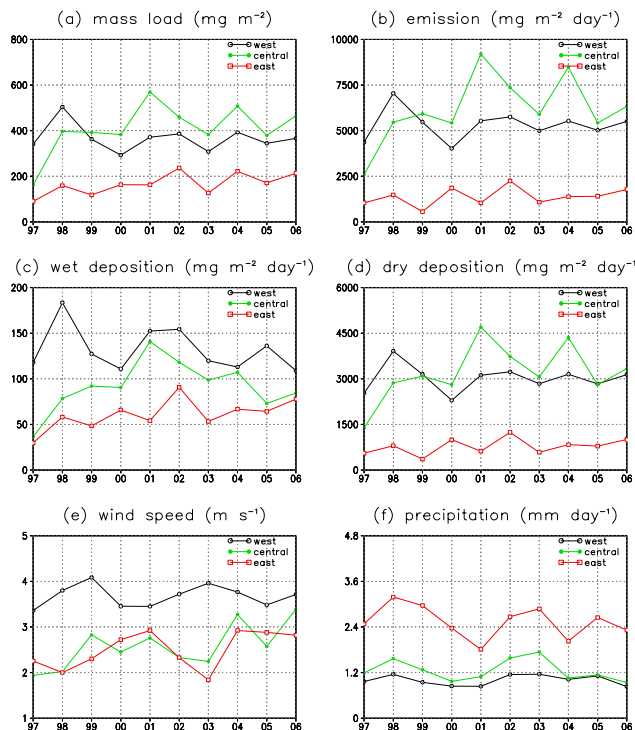 (a) mass load (mg m⁻²)
800
600
400
200
0
west
central
east
97 98 99 00 01 02 03 04 05 06
(b) emission (mg m⁻² day⁻¹)
10000
7500
5000
2500
0
west
central
east
97 98 99 00 01 02 03 04 05 06
(c) wet deposition (mg m⁻² day⁻¹)
200
150
100
50
0
west
central
east
97 98 99 00 01 02 03 04 05 06
(d) dry deposition (mg m⁻² day⁻¹)
6000
4500
3000
1500
0
west
central
east
97 98 99 00 01 02 03 04 05 06
(e) wind speed (m s⁻¹)
5
4
3
2
1
west
central
east
97 98 99 00 01 02 03 04 05 06
(f) precipitation (mm day⁻¹)
4.8
3.6
2.4
1.2
0
west
central
east
97 98 99 00 01 02 03 04 05 06